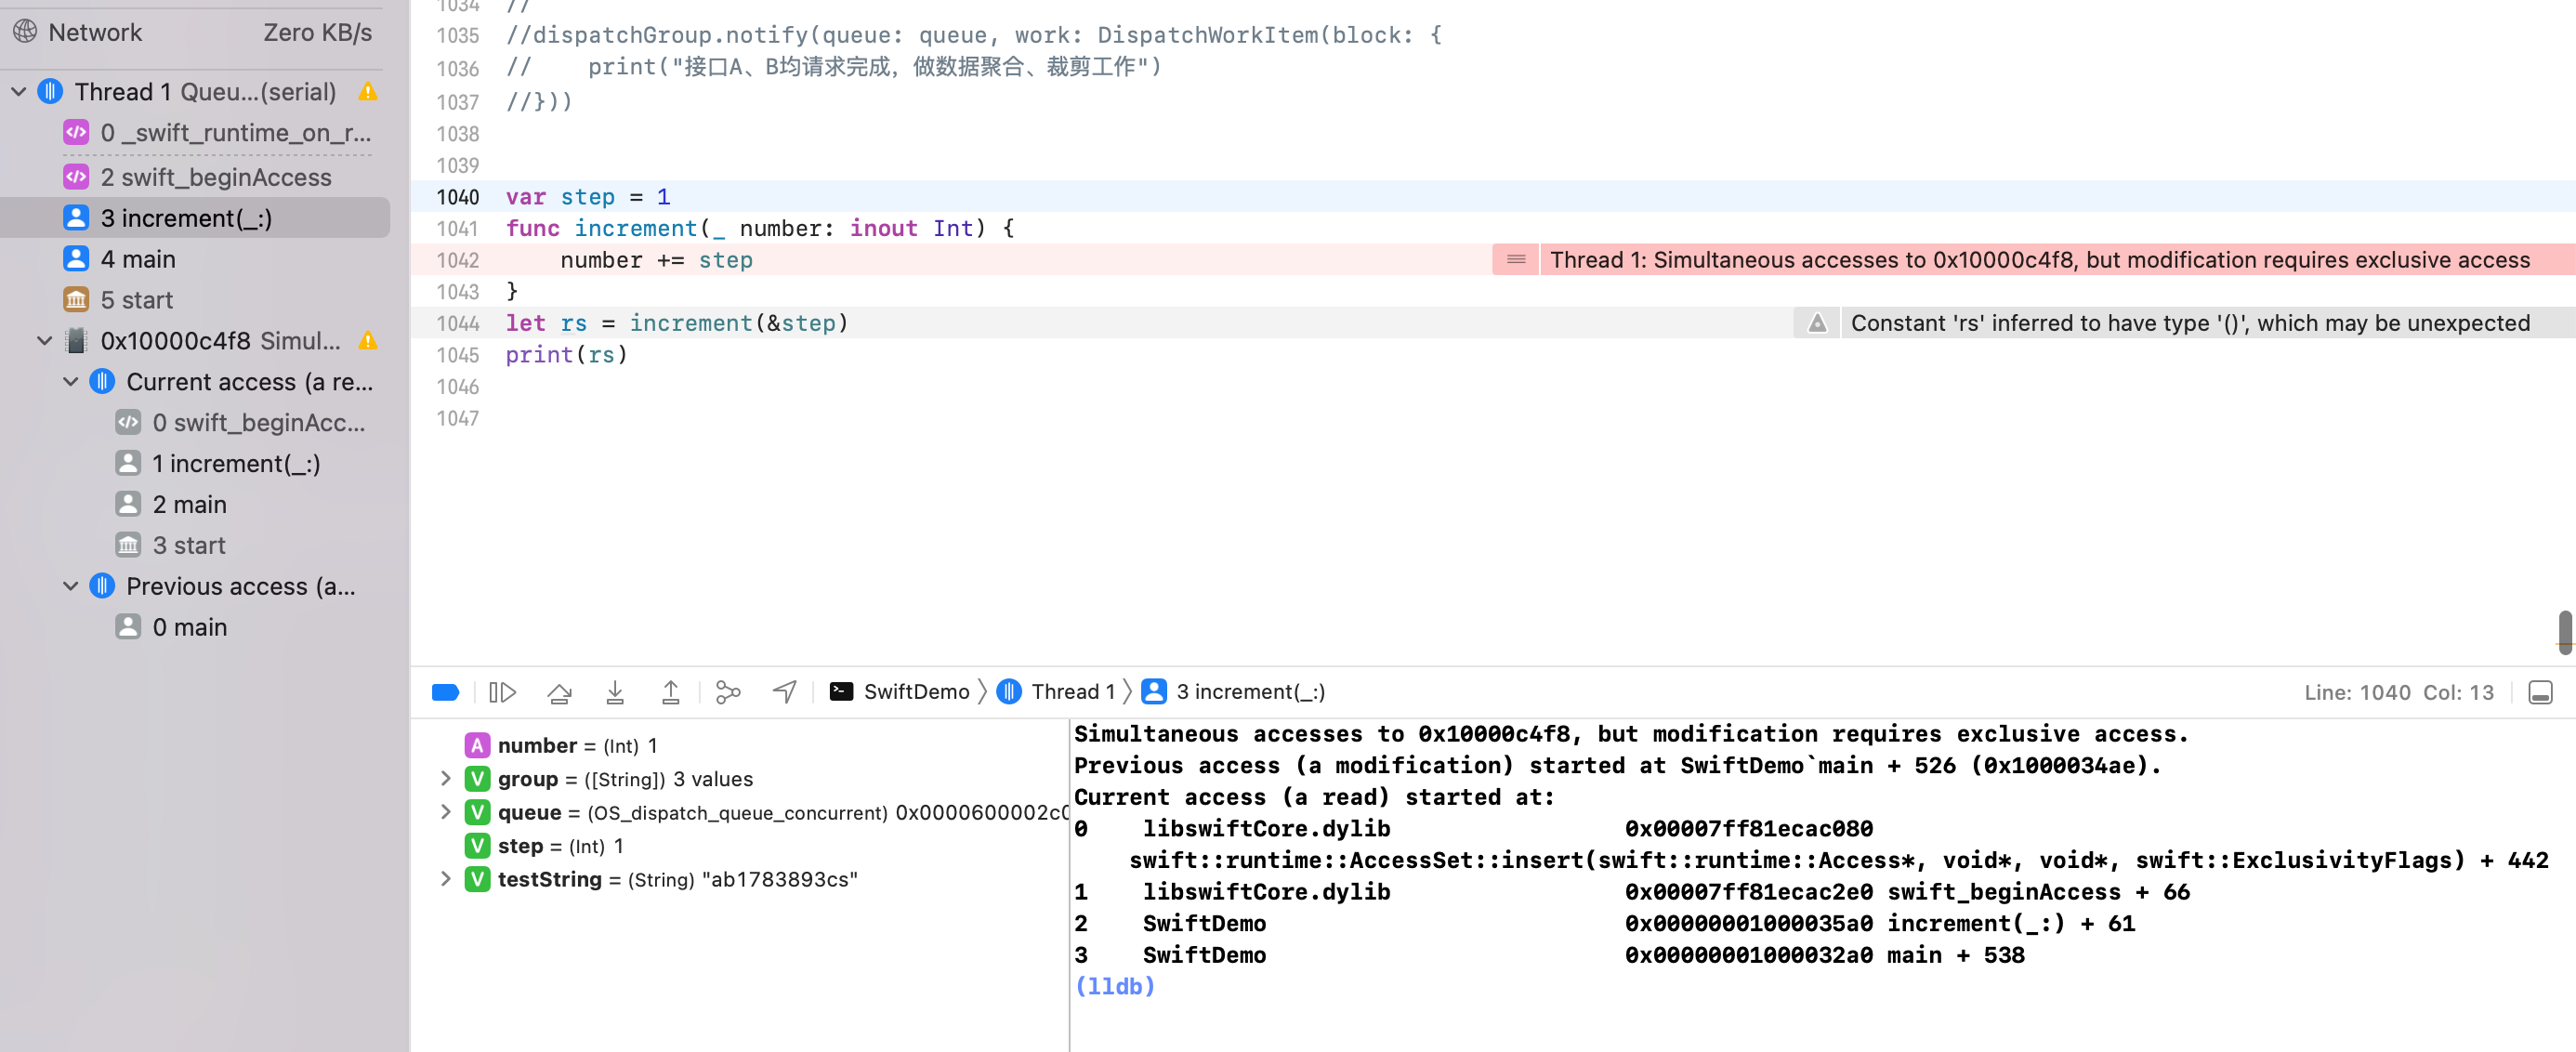 Network Zero KB/s
Thread 1 Queu...(serial)
0 _swift_runtime_on_r...
2 swift_beginAccess
3 increment(_:)
4 main
5 start
0x10000c4f8 Simul...
Current access (a re...
0 swift_beginAcc...
1 increment(_:)
2 main
3 start
Previous access (a...
0 main
1034 //
1035 //dispatchGroup.notify(queue: queue, work: DispatchWorkItem(block: {
1036 //    print("接口A、B均请求完成，做数据聚合、裁剪工作")
1037 //}))
1038
1039
1040 var step = 1
1041 func increment(_ number: inout Int) {
1042     number += step Thread 1: Simultaneous accesses to 0x10000c4f8, but modification requires exclusive access
1043 }
1044 let rs = increment(&step) Constant 'rs' inferred to have type '()', which may be unexpected
1045 print(rs)
1046
1047
SwiftDemo Thread 1 3 increment(_:) Line: 1040 Col: 13
A number = (Int) 1
V group = ([String]) 3 values
V queue = (OS_dispatch_queue_concurrent) 0x0000600002c0
V step = (Int) 1
V testString = (String) "ab1783893cs"
Simultaneous accesses to 0x10000c4f8, but modification requires exclusive access.
Previous access (a modification) started at SwiftDemo`main + 526 (0x1000034ae).
Current access (a read) started at:
0    libswiftCore.dylib                 0x00007ff81ecac080
swift::runtime::AccessSet::insert(swift::runtime::Access*, void*, void*, swift::ExclusivityFlags) + 442
1    libswiftCore.dylib                 0x00007ff81ecac2e0 swift_beginAccess + 66
2    SwiftDemo                          0x00000001000035a0 increment(_:) + 61
3    SwiftDemo                          0x00000001000032a0 main + 538
(lldb)